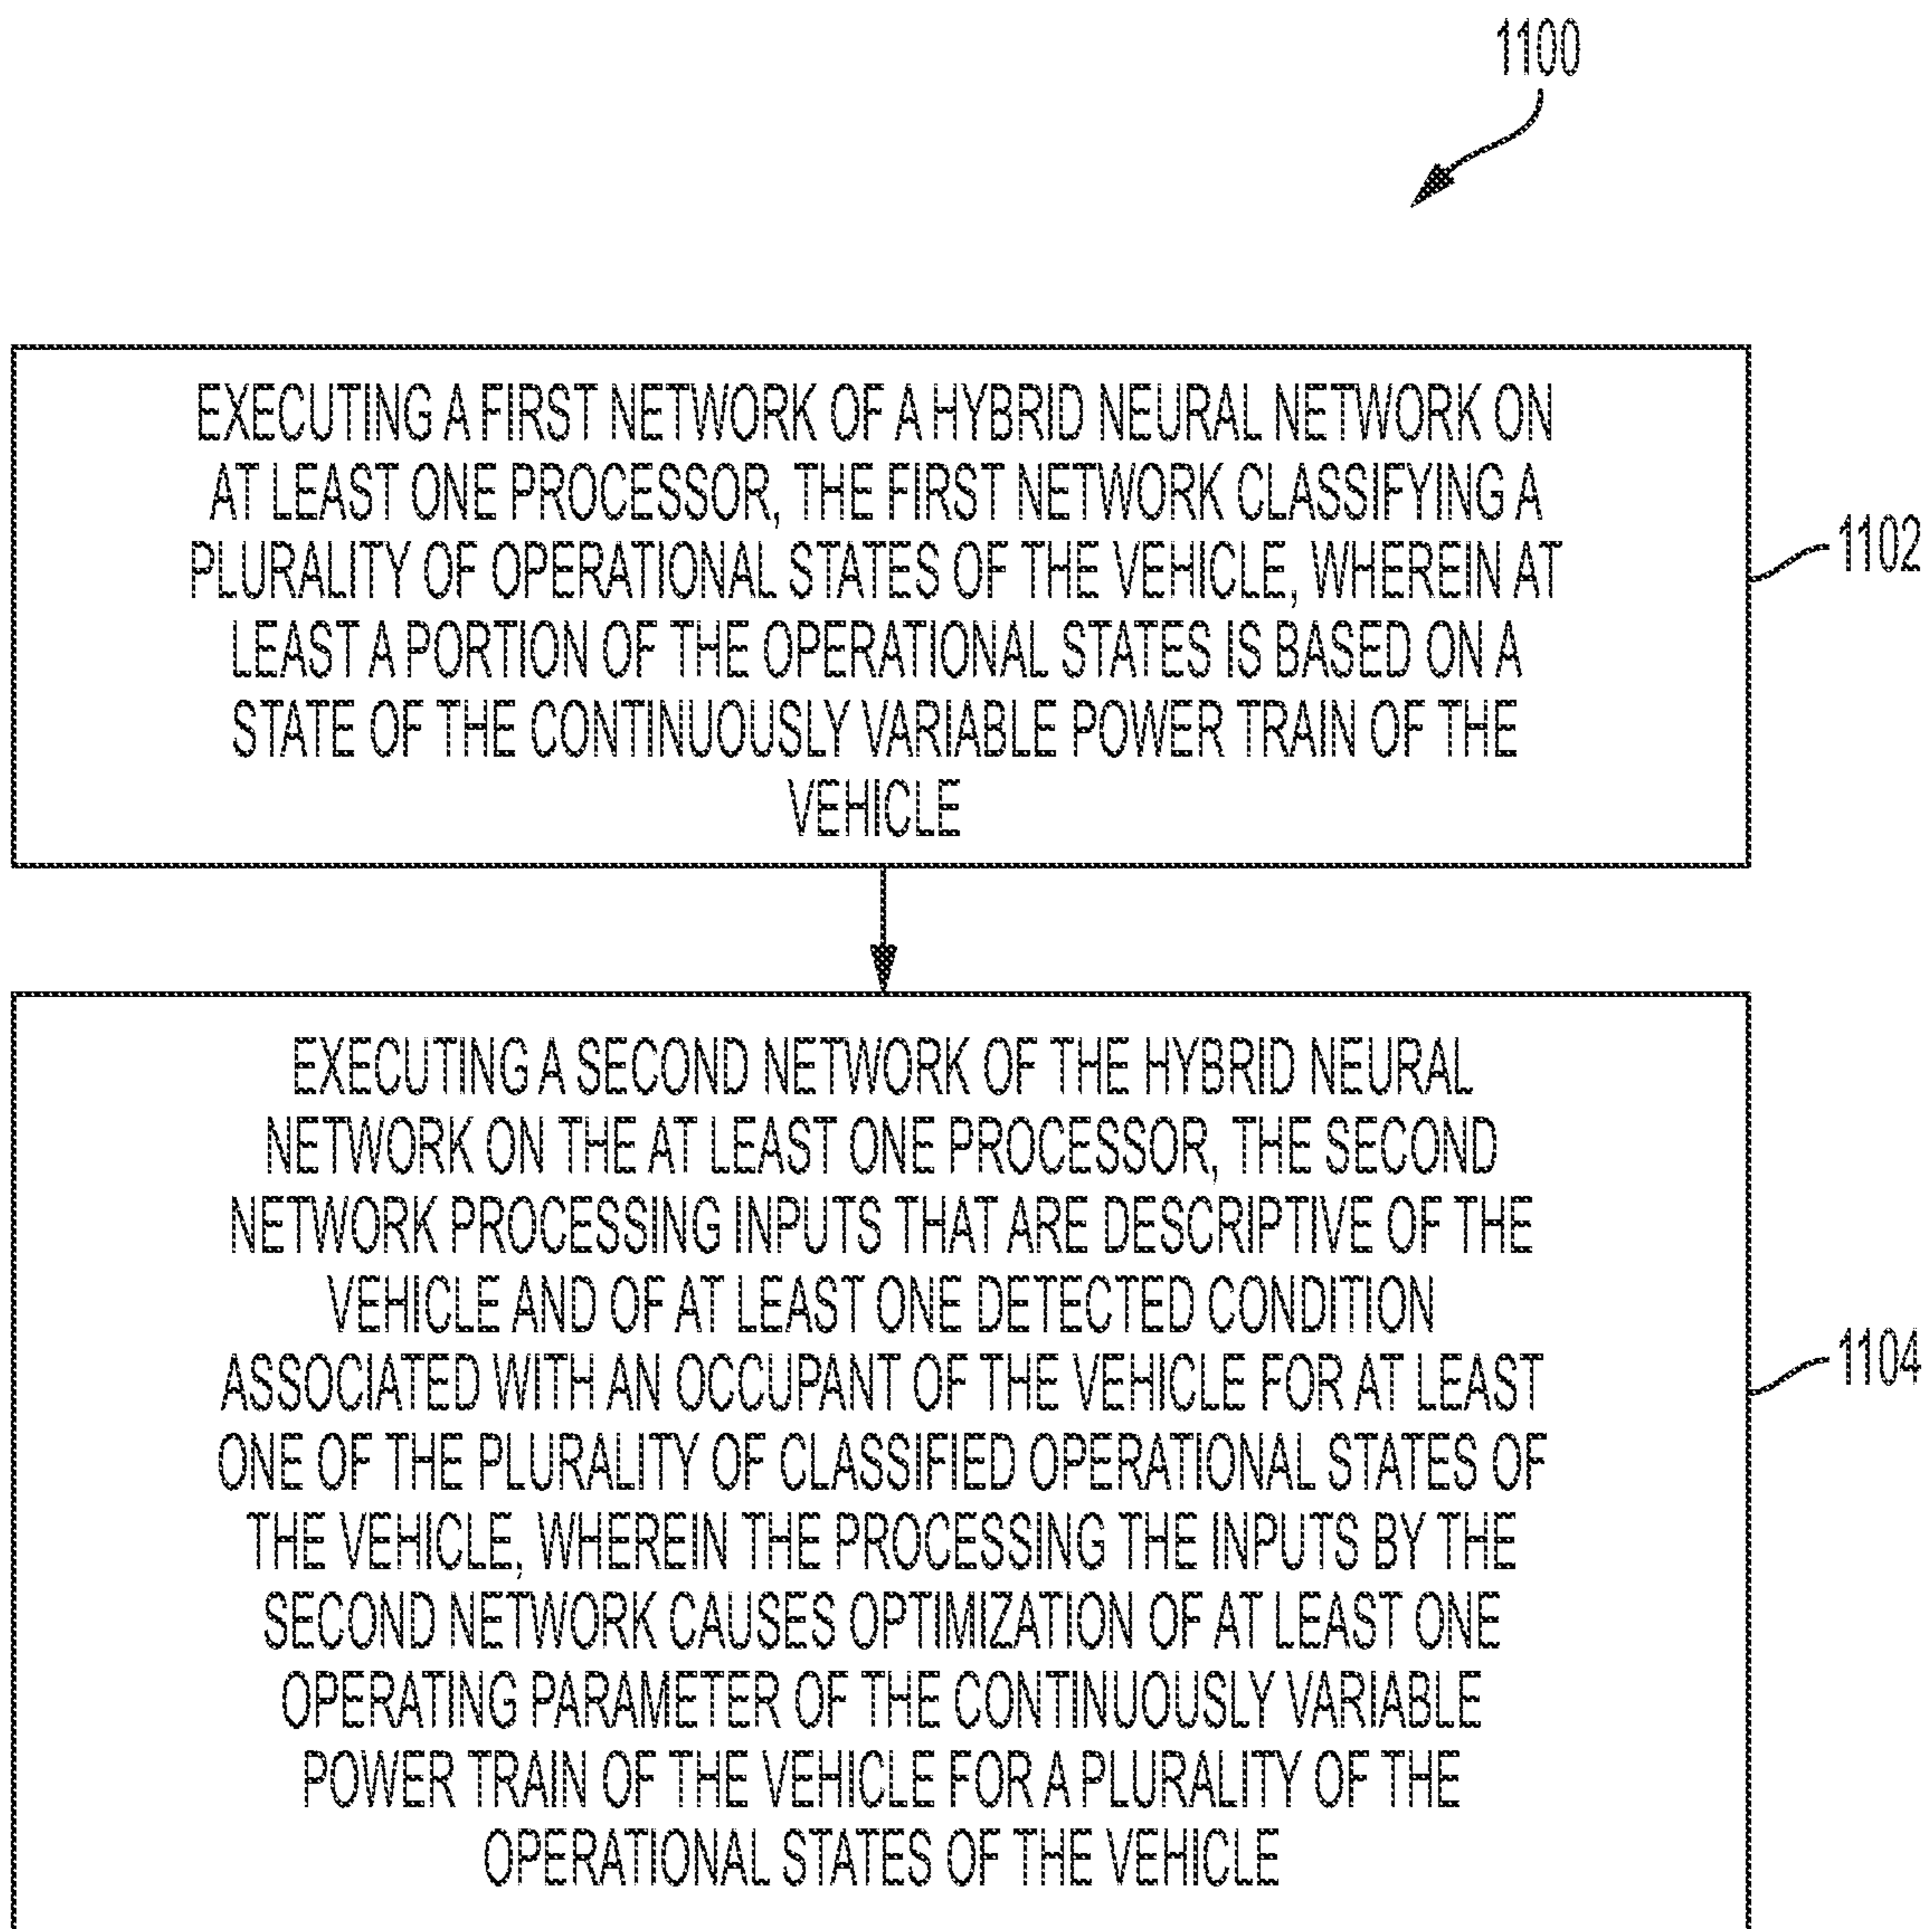 1100
EXECUTING A FIRST NETWORK OF A HYBRID NEURAL NETWORK ON
AT LEAST ONE PROCESSOR, THE FIRST NETWORK CLASSIFYING A
PLURALITY OF OPERATIONAL STATES OF THE VEHICLE, WHEREIN AT
LEAST A PORTION OF THE OPERATIONAL STATES IS BASED ON A
STATE OF THE CONTINUOUSLY VARIABLE POWER TRAIN OF THE
VEHICLE
1102
EXECUTING A SECOND NETWORK OF THE HYBRID NEURAL
NETWORK ON THE AT LEAST ONE PROCESSOR, THE SECOND
NETWORK PROCESSING INPUTS THAT ARE DESCRIPTIVE OF THE
VEHICLE AND OF AT LEAST ONE DETECTED CONDITION
ASSOCIATED WITH AN OCCUPANT OF THE VEHICLE FOR AT LEAST
ONE OF THE PLURALITY OF CLASSIFIED OPERATIONAL STATES OF
THE VEHICLE, WHEREIN THE PROCESSING THE INPUTS BY THE
SECOND NETWORK CAUSES OPTIMIZATION OF AT LEAST ONE
OPERATING PARAMETER OF THE CONTINUOUSLY VARIABLE
POWER TRAIN OF THE VEHICLE FOR A PLURALITY OF THE
OPERATIONAL STATES OF THE VEHICLE
1104